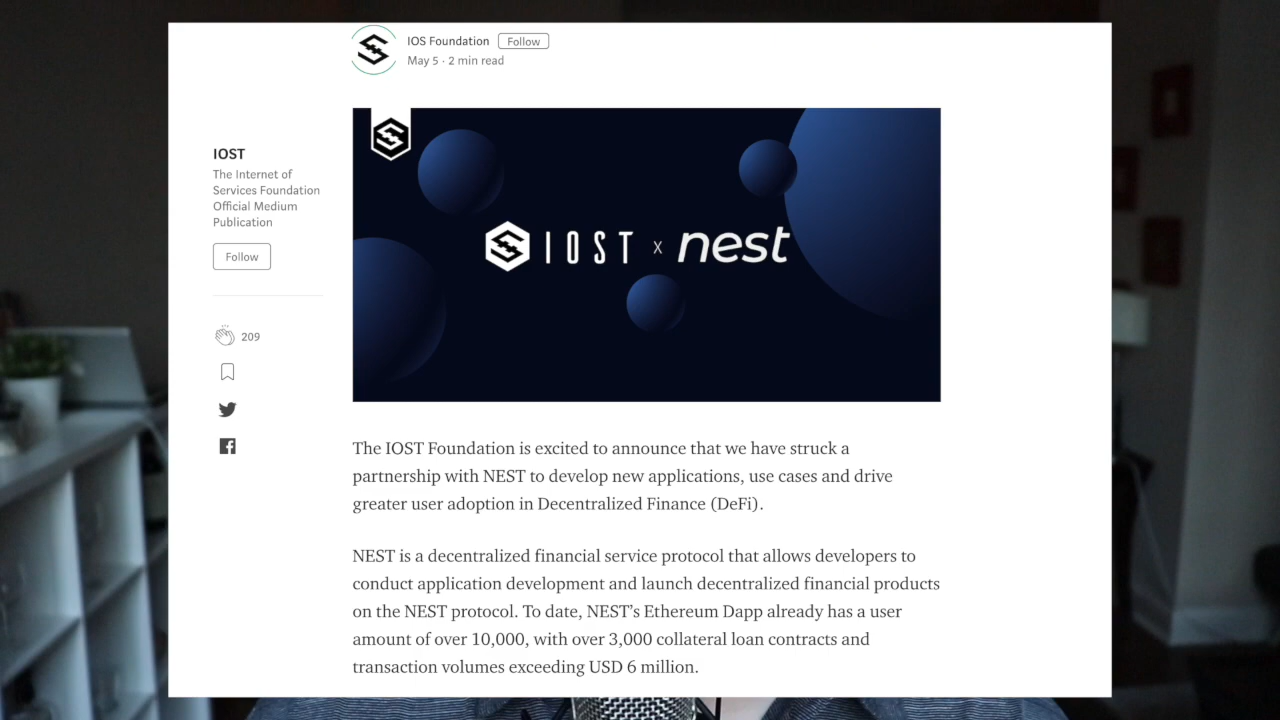 IOS Foundation Follow
May 5 · 2 min read
IOST
The Internet of
Services Foundation
Official Medium
Publication
Follow
209
IOST x nest
The IOST Foundation is excited to announce that we have struck a
partnership with NEST to develop new applications, use cases and drive
greater user adoption in Decentralized Finance (DeFi).
NEST is a decentralized financial service protocol that allows developers to
conduct application development and launch decentralized financial products
on the NEST protocol. To date, NEST’s Ethereum Dapp already has a user
amount of over 10,000, with over 3,000 collateral loan contracts and
transaction volumes exceeding USD 6 million.